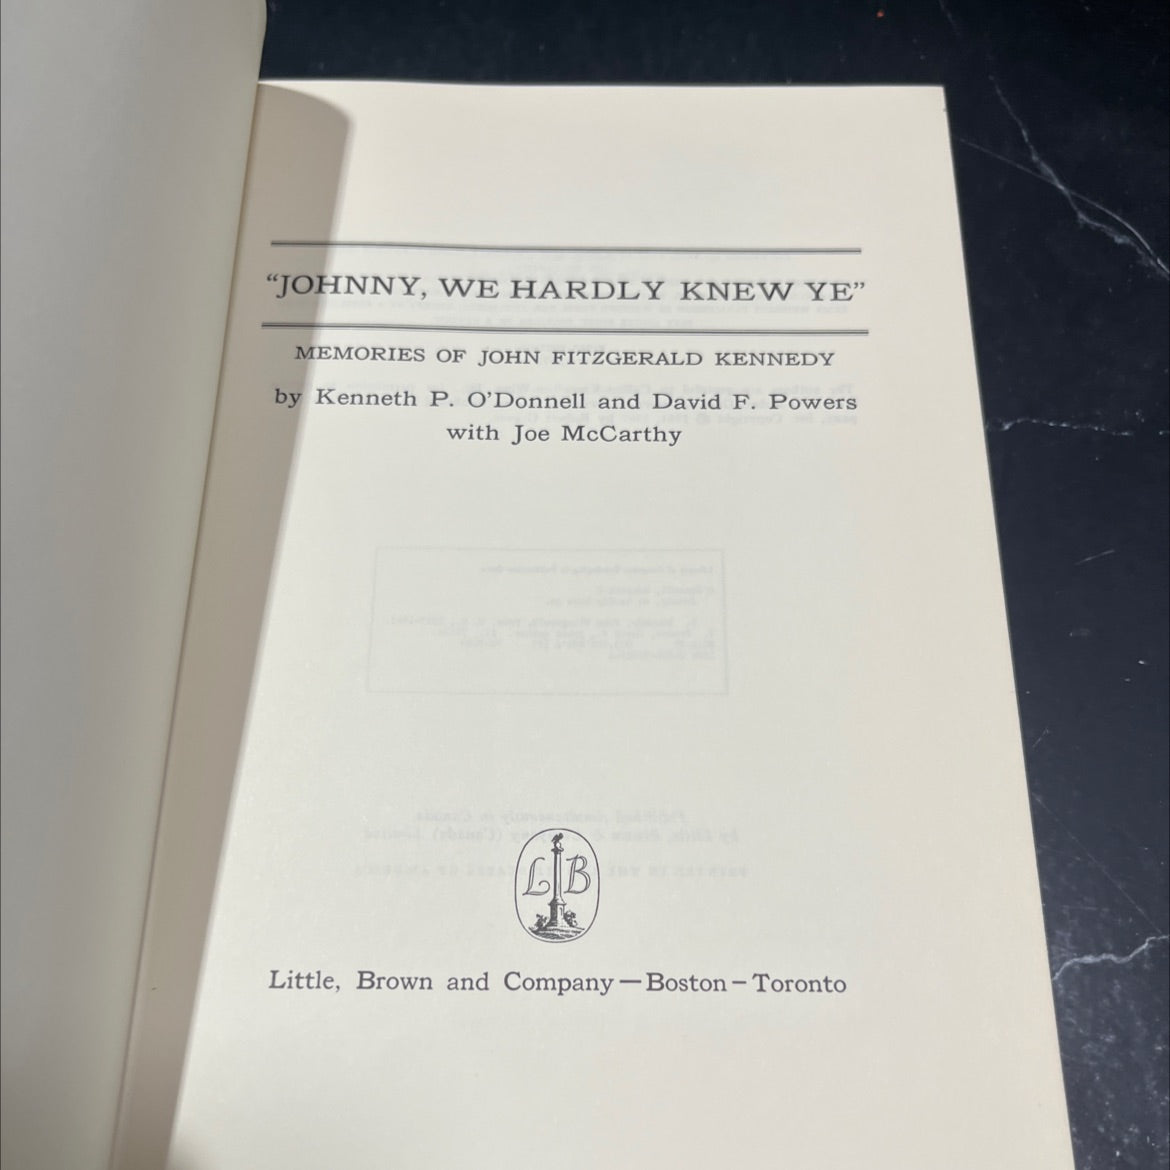 “JOHNNY, WE HARDLY KNEW YE”
MEMORIES OF JOHN FITZGERALD KENNEDY
by Kenneth P. O’Donnell and David F. Powers
with Joe McCarthy
L B
Little, Brown and Company — Boston – Toronto